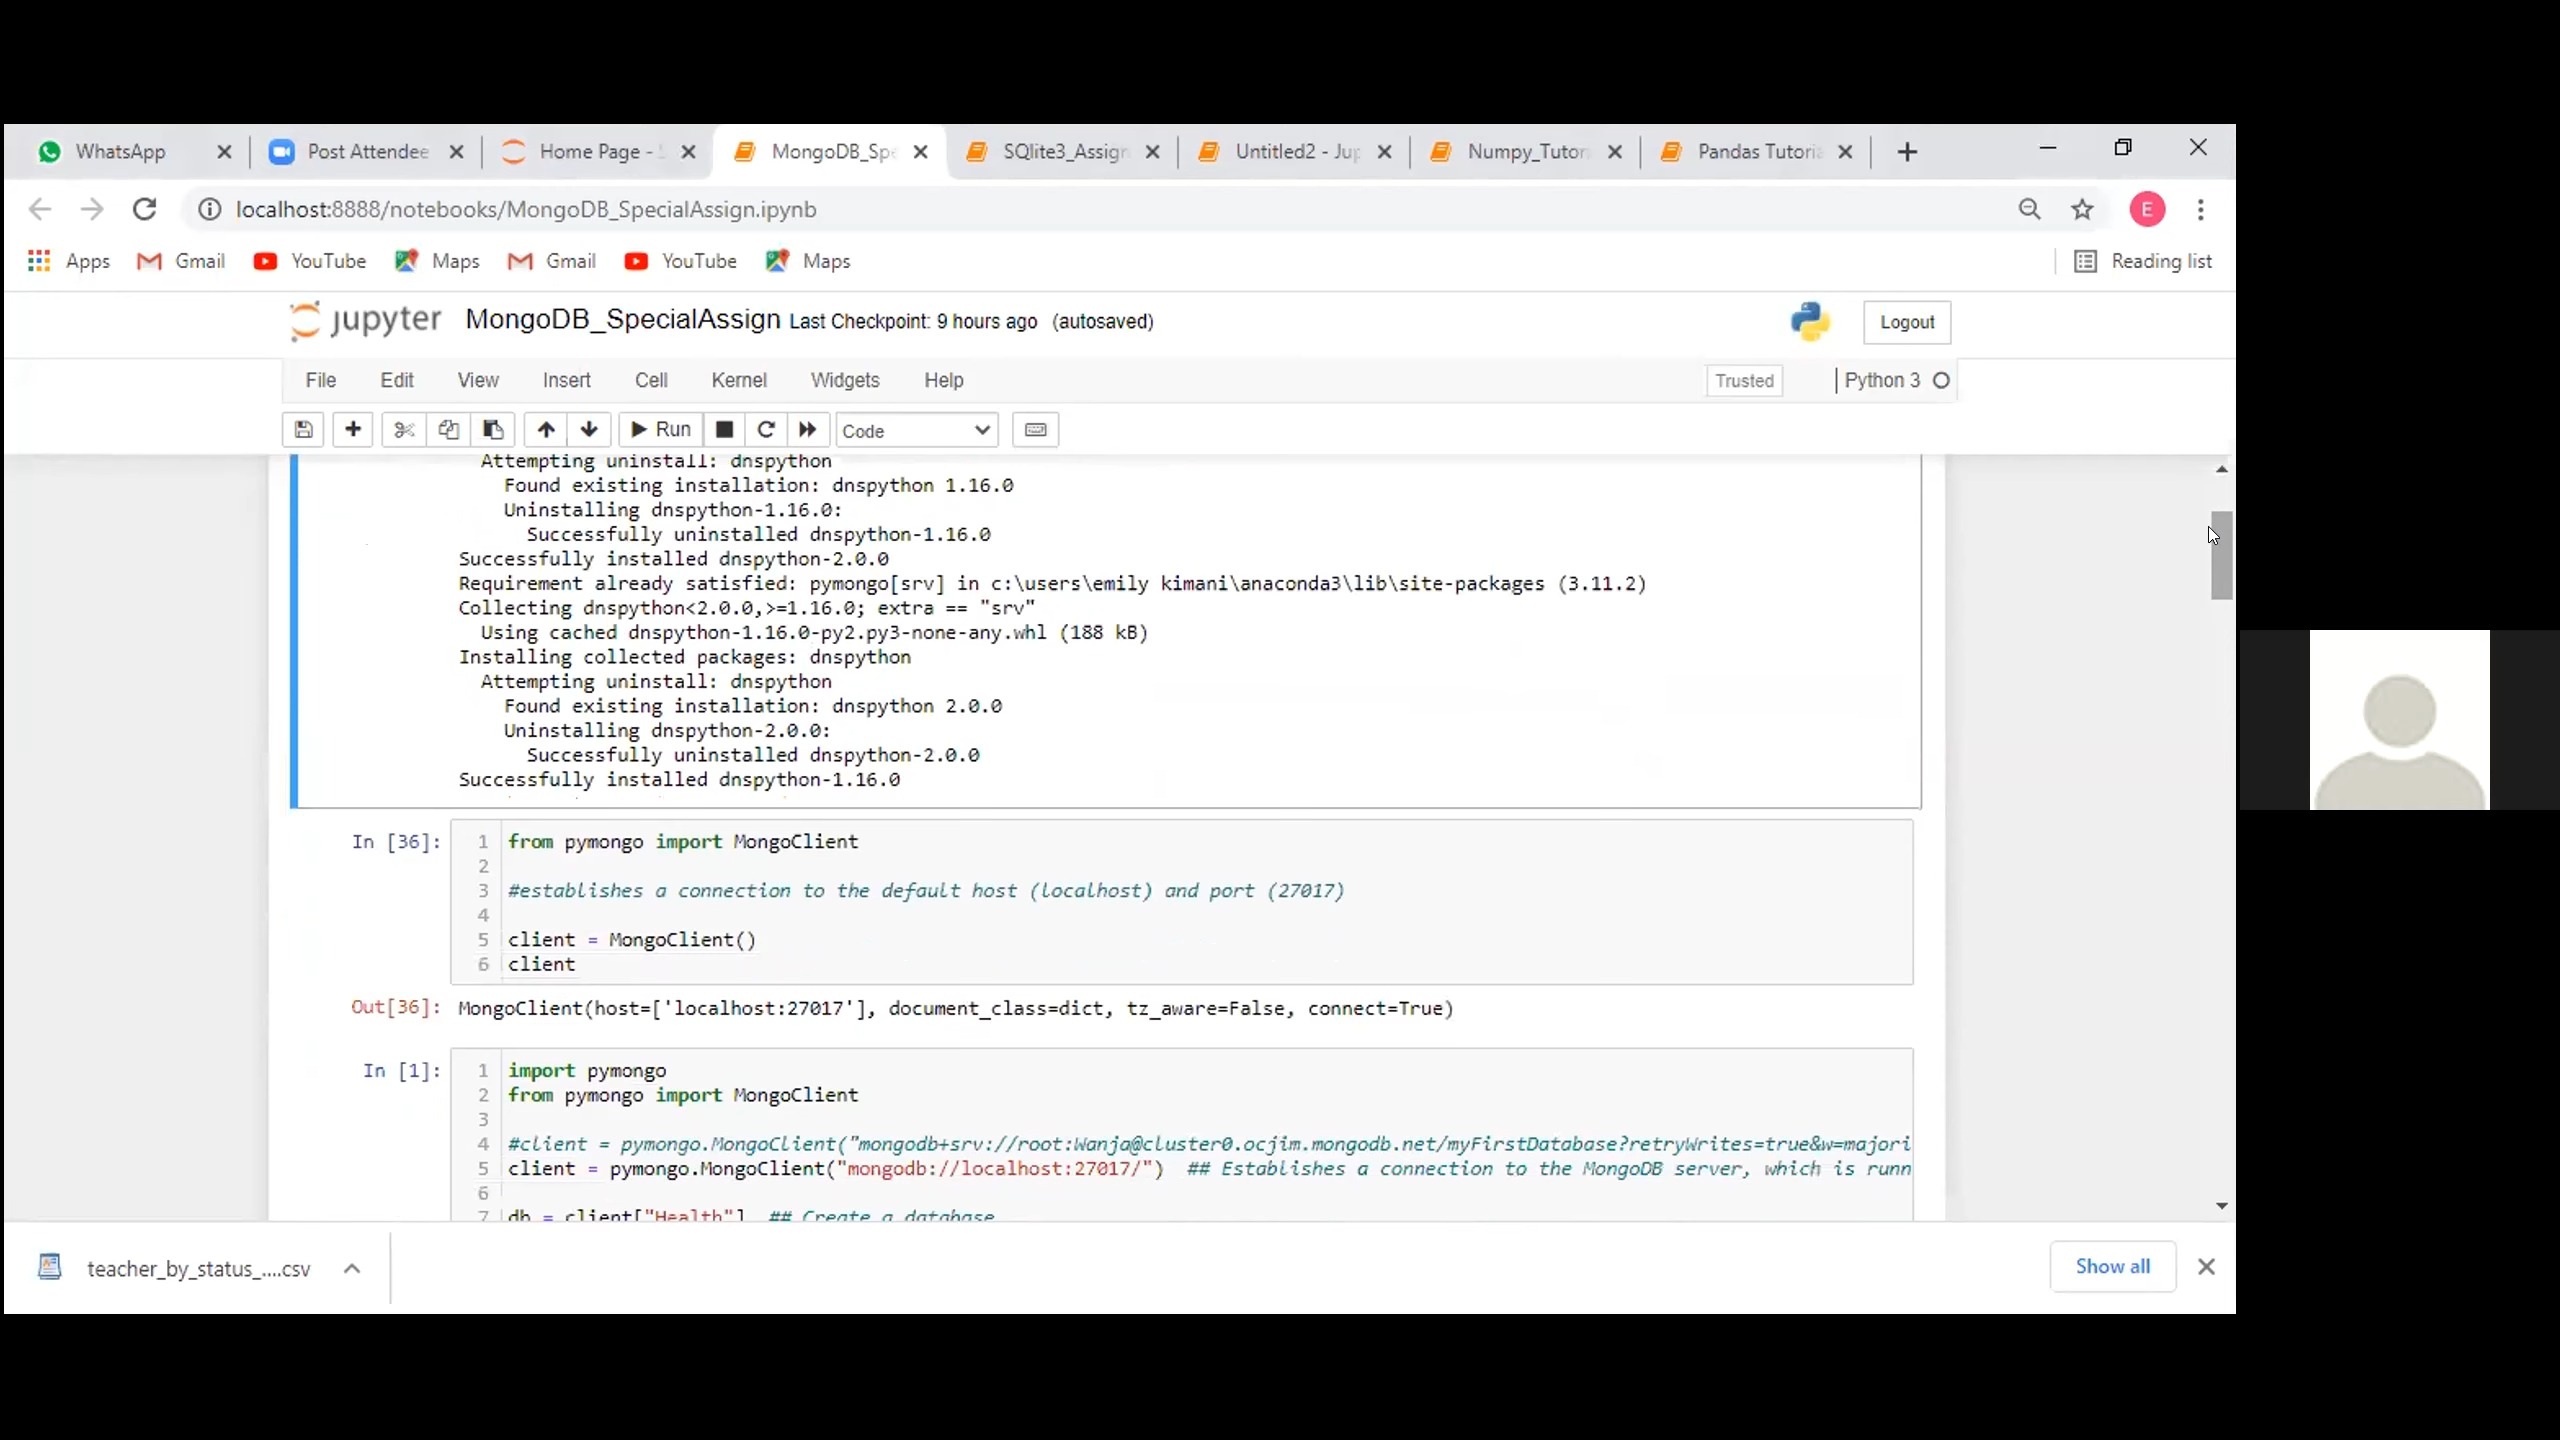 WhatsApp
Post Attendee
Home Page -
MongoDB_Spe
SQlite3_Assign
Untitled2 - Jup
Numpy_Tutor
Pandas Tutoria
localhost:8888/notebooks/MongoDB_SpecialAssign.ipynb
E
Apps
Gmail
YouTube
Maps
Gmail
YouTube
Maps
Reading list
jupyter
MongoDB_SpecialAssign Last Checkpoint: 9 hours ago (autosaved)
Logout
File Edit View Insert Cell Kernel Widgets Help
Trusted
Python 3
Run
Code
Attempting uninstall: dnspython
Found existing installation: dnspython 1.16.0
Uninstalling dnspython-1.16.0:
Successfully uninstalled dnspython-1.16.0
Successfully installed dnspython-2.0.0
Requirement already satisfied: pymongo[srv] in c:\users\emily kimani\anaconda3\lib\site-packages (3.11.2)
Collecting dnspython<2.0.0,>=1.16.0; extra == "srv"
Using cached dnspython-1.16.0-py2.py3-none-any.whl (188 kB)
Installing collected packages: dnspython
Attempting uninstall: dnspython
Found existing installation: dnspython 2.0.0
Uninstalling dnspython-2.0.0:
Successfully uninstalled dnspython-2.0.0
Successfully installed dnspython-1.16.0
In [36]:
1 from pymongo import MongoClient
2
3 #establishes a connection to the default host (localhost) and port (27017)
4
5 client = MongoClient()
6 client
Out[36]: MongoClient(host=['localhost:27017'], document_class=dict, tz_aware=False, connect=True)
In [1]:
1 import pymongo
2 from pymongo import MongoClient
3
4 #client = pymongo.MongoClient("mongodb+srv://root:Wanja@cluster0.ocjim.mongodb.net/myFirstDatabase?retryWrites=true&w=majori
5 client = pymongo.MongoClient("mongodb://localhost:27017/") ## Establishes a connection to the MongoDB server, which is runn
6
7 db = client["Health"] ## Create a database
teacher_by_status_....csv
Show all